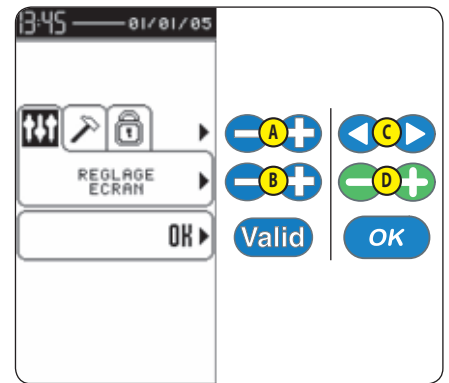 13:45 01/01/05
A C
REGLAGE
ECRAN
B D
OK Valid OK